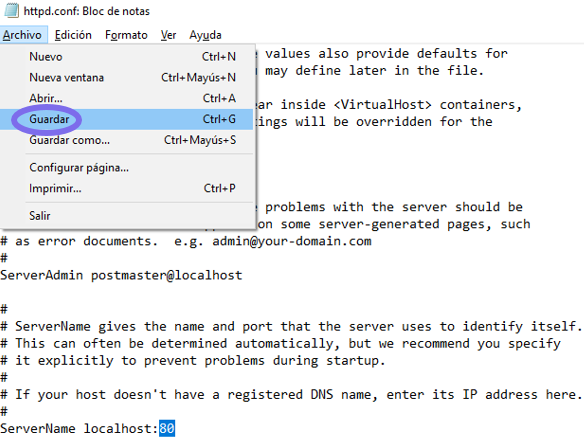 httpd.conf: Bloc de notas
Archivo Edición Formato Ver Ayuda
Nuevo Ctrl+N
Nueva ventana Ctrl+Mayús+N
Abrir... Ctrl+A
Guardar Ctrl+G
Guardar como... Ctrl+Mayús+S
Configurar página...
Imprimir... Ctrl+P
Salir
e values also provide defaults for
u may define later in the file.
ear inside <VirtualHost> containers,
tings will be overridden for the
e problems with the server should be
on some server-generated pages, such
# as error documents.  e.g. admin@your-domain.com
#
ServerAdmin postmaster@localhost
#
# ServerName gives the name and port that the server uses to identify itself.
# This can often be determined automatically, but we recommend you specify
# it explicitly to prevent problems during startup.
#
# If your host doesn't have a registered DNS name, enter its IP address here.
#
ServerName localhost:80